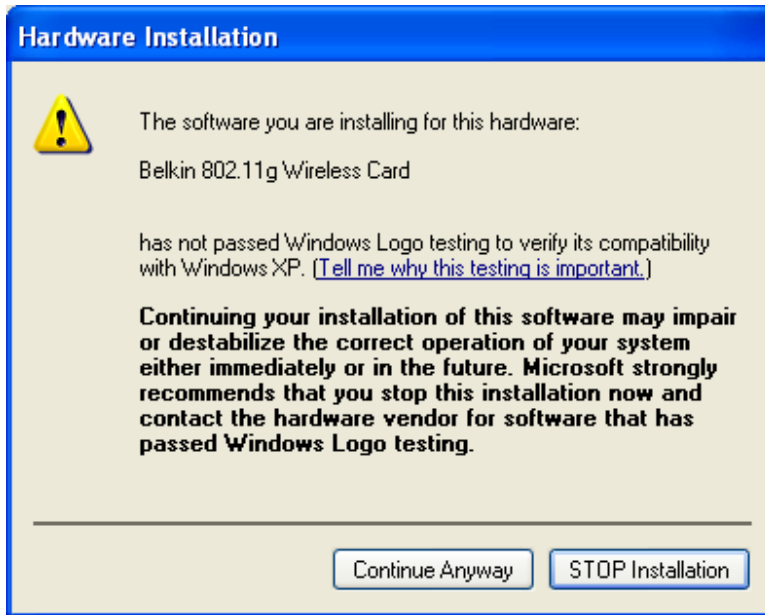 Hardware Installation
The software you are installing for this hardware:
Belkin 802.11g Wireless Card
has not passed Windows Logo testing to verify its compatibility
with Windows XP. (Tell me why this testing is important.)
Continuing your installation of this software may impair
or destabilize the correct operation of your system
either immediately or in the future. Microsoft strongly
recommends that you stop this installation now and
contact the hardware vendor for software that has
passed Windows Logo testing.
Continue Anyway
STOP Installation